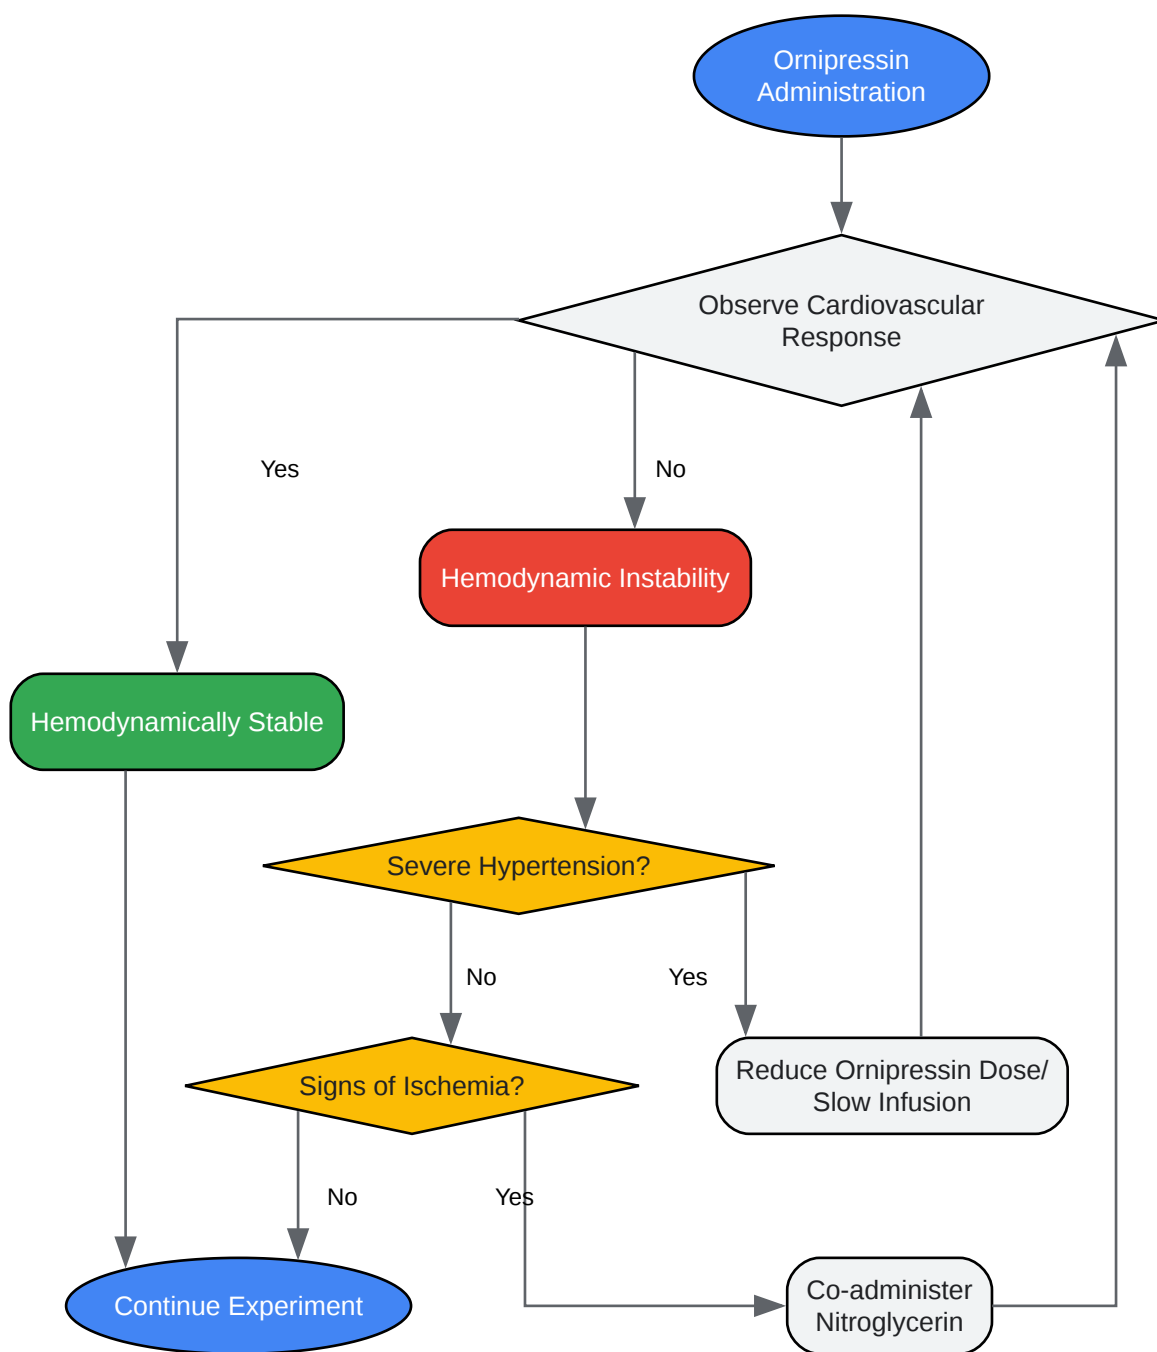 Ornipressin
Administration
Observe Cardiovascular
Response
Yes
No
Hemodynamic Instability
Hemodynamically Stable
Severe Hypertension?
No
Yes
Signs of Ischemia?
Reduce Ornipressin Dose/
Slow Infusion
No
Yes
Continue Experiment
Co-administer
Nitroglycerin